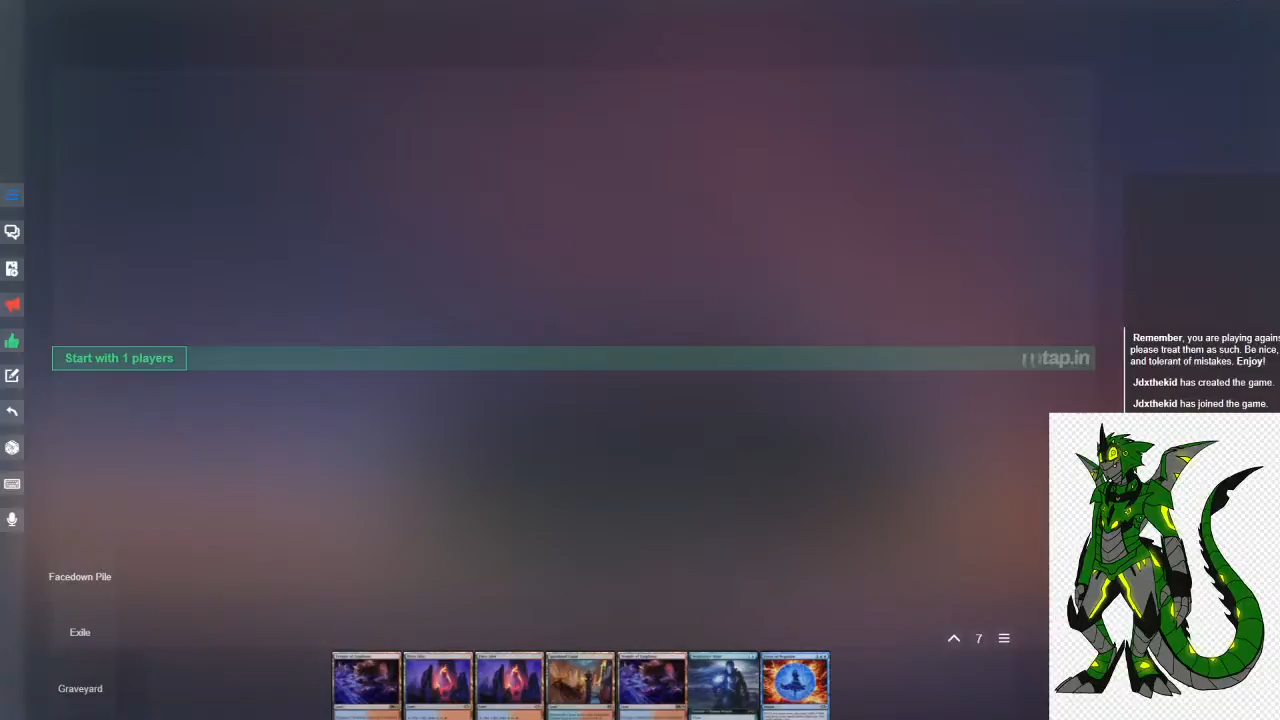 Start with 1 players
untap.in
Remember, you are playing agains
please treat them as such. Be nice,
and tolerant of mistakes. Enjoy!
Jdxthekid has created the game.
Jdxthekid has joined the game.
Facedown Pile
Exile
7
Graveyard